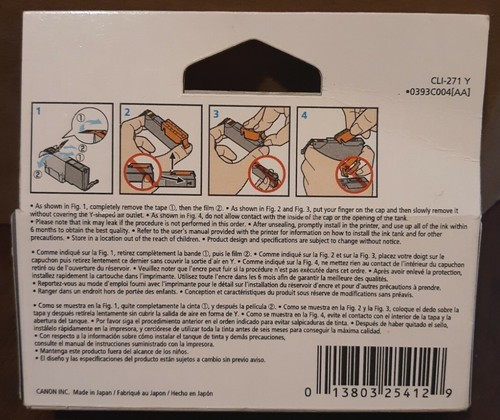 CLI-271 Y
•0393C004[AA]
1 2 3 4
① ② ① ②
• As shown in Fig. 1, completely remove the tape ①, then the film ②. • As shown in Fig. 2 and Fig. 3, put your finger on the cap and then slowly remove it
without covering the Y-shaped air outlet. • As shown in Fig. 4, do not allow contact with the inside of the cap or the opening of the tank.
• Please note that ink may leak if the procedure is not performed in this order. • After unsealing, promptly install in the printer, and use up all of the ink within
6 months to obtain the best quality. • Refer to the user's manual provided with the printer for information on how to install the ink tank and for other
precautions. • Store in a location out of the reach of children. • Product design and specifications are subject to change without notice.
• Comme indiqué sur la Fig. 1, retirez complètement la bande ①, puis le film ②. • Comme indiqué sur la Fig. 2 et sur la Fig. 3, placez votre doigt sur le
capuchon puis retirez lentement ce dernier sans couvrir la sortie d'air en Y. • Comme indiqué sur la Fig. 4, ne mettez rien au contact de l'intérieur du capuchon
retiré ou de l'ouverture du réservoir. • Veuillez noter que l'encre peut fuir si la procédure n'est pas exécutée dans cet ordre. • Après avoir enlevé la protection,
installez rapidement la cartouche dans l'imprimante. Utilisez toute l'encre dans les 6 mois afin de garantir la meilleure des qualités.
• Reportez-vous au mode d'emploi fourni avec l'imprimante pour le détail sur l'installation du réservoir d'encre et pour d'autres précautions à prendre.
• Ranger dans un endroit hors de portée des enfants. • Conception et caractéristiques du produit sous réserve de modifications sans préavis.
• Como se muestra en la Fig. 1, quite completamente la cinta ①, y después la película ②. • Como se muestra en la Fig. 2 y la Fig. 3, coloque el dedo sobre la
tapa y después retírela lentamente sin cubrir la salida de aire en forma de Y. • Como se muestra en la Fig. 4, evite el contacto con el interior de la tapa y la
abertura del tanque. • Por favor siga el procedimiento anterior en el orden indicado para evitar salpicaduras de tinta. • Después de haber quitado el sello,
instálelo rápidamente en la impresora, y cerciórese de utilizar toda la tinta antes de seis meses para conseguir la máxima calidad.
• Con respecto a la información sobre cómo instalar el tanque de tinta y demás precauciones,
consulte el manual de instrucciones suministrado con la impresora.
• Mantenga este producto fuera del alcance de los niños.
• El diseño y las especificaciones del producto están sujetos a cambio sin previo aviso.
CANON INC. Made in Japan / Fabriqué au Japon / Hecho en Japón
0 13803 25412 9